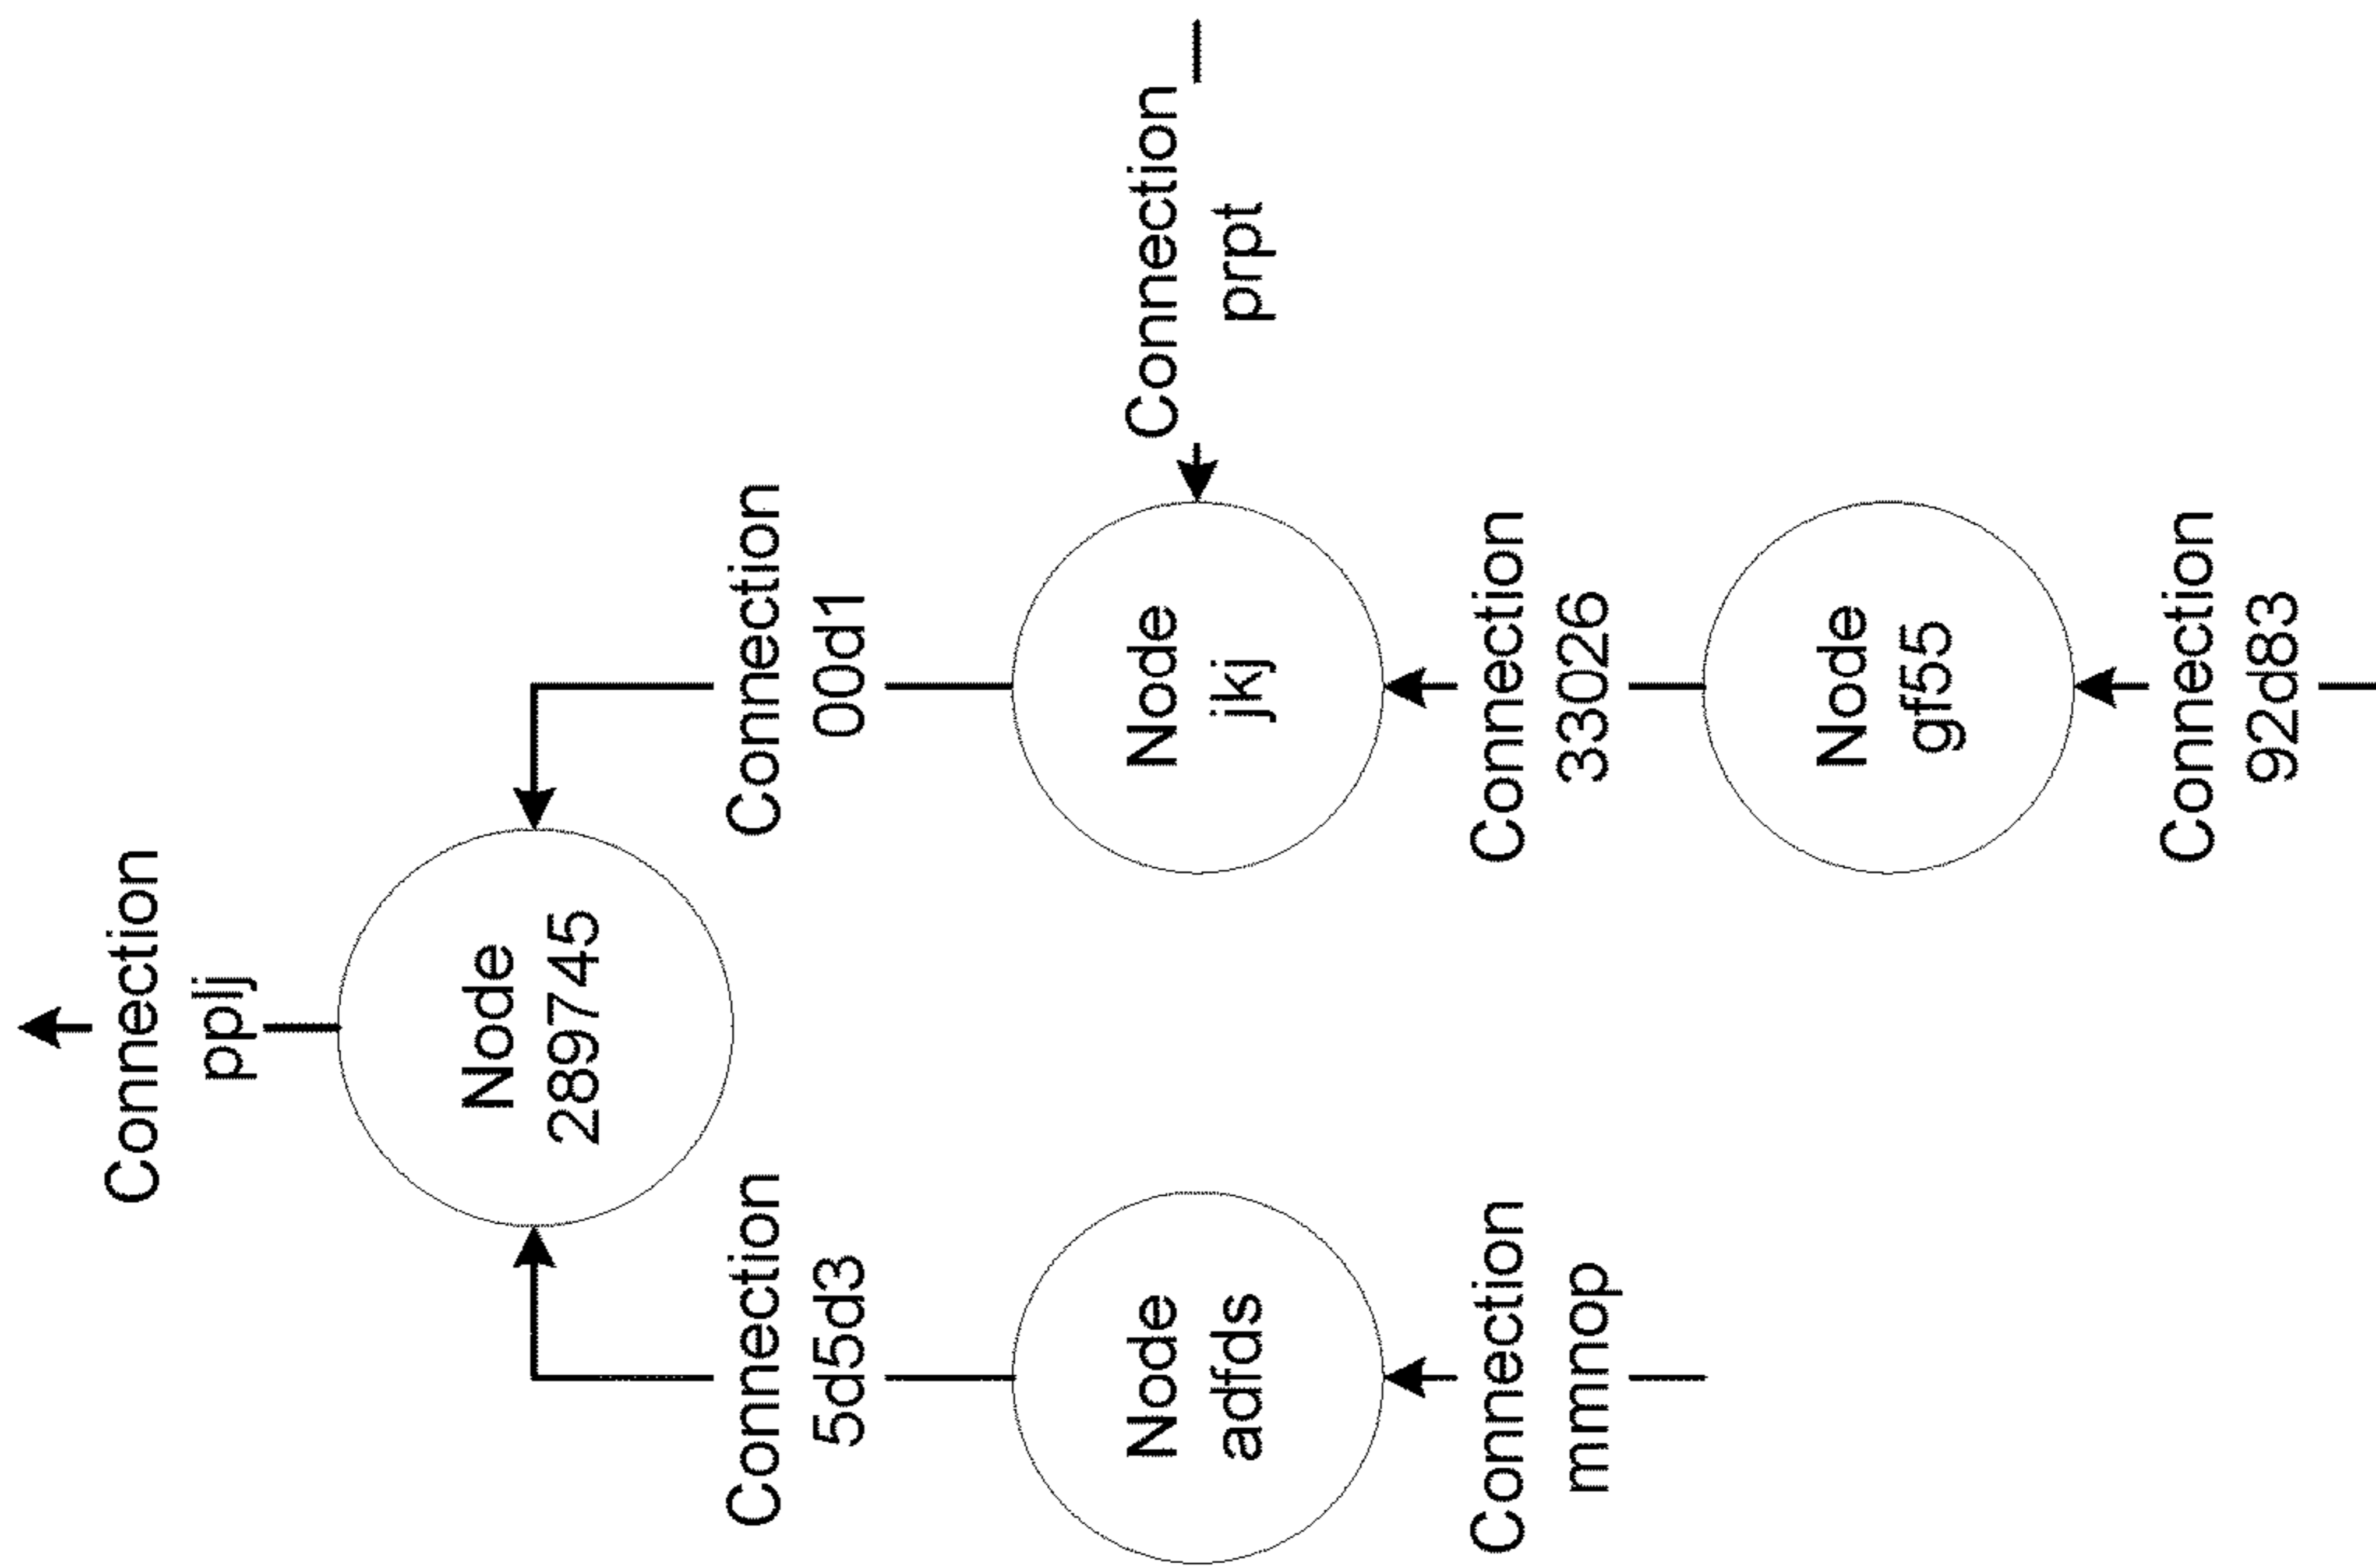 Connection
pplj
Node
289745
Connection
5d5d3
Connection
00d1
Node
adfds
Node
jkj
Connection
prpt
Connection
mmnop
Connection
33026
Node
gf55
Connection
92d83